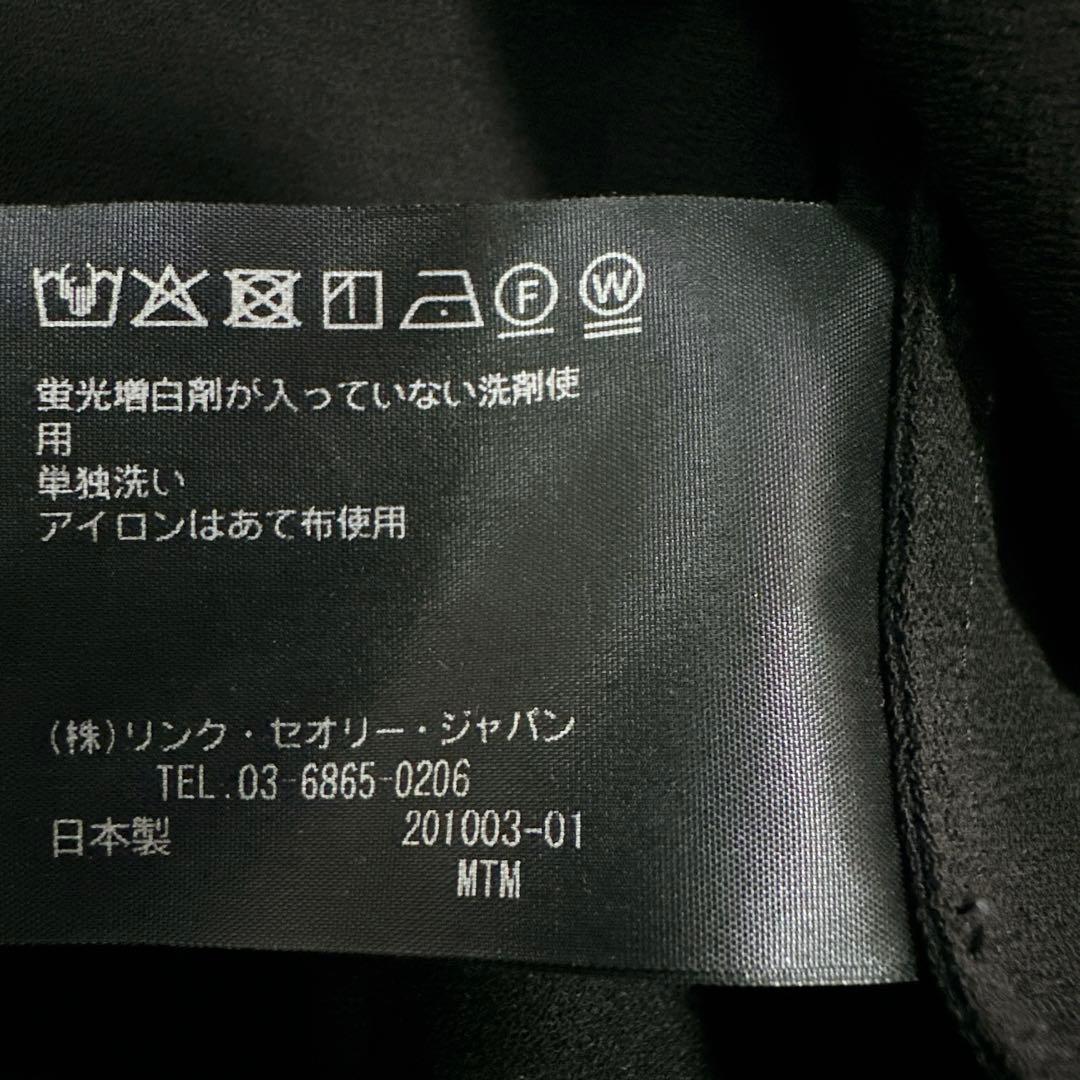 F W
蛍光増白剤が入っていない洗剤使
用
単独洗い
アイロンはあて布使用
(株)リンク・セオリー・ジャパン
TEL.03-6865-0206
日本製 201003-01
MTM